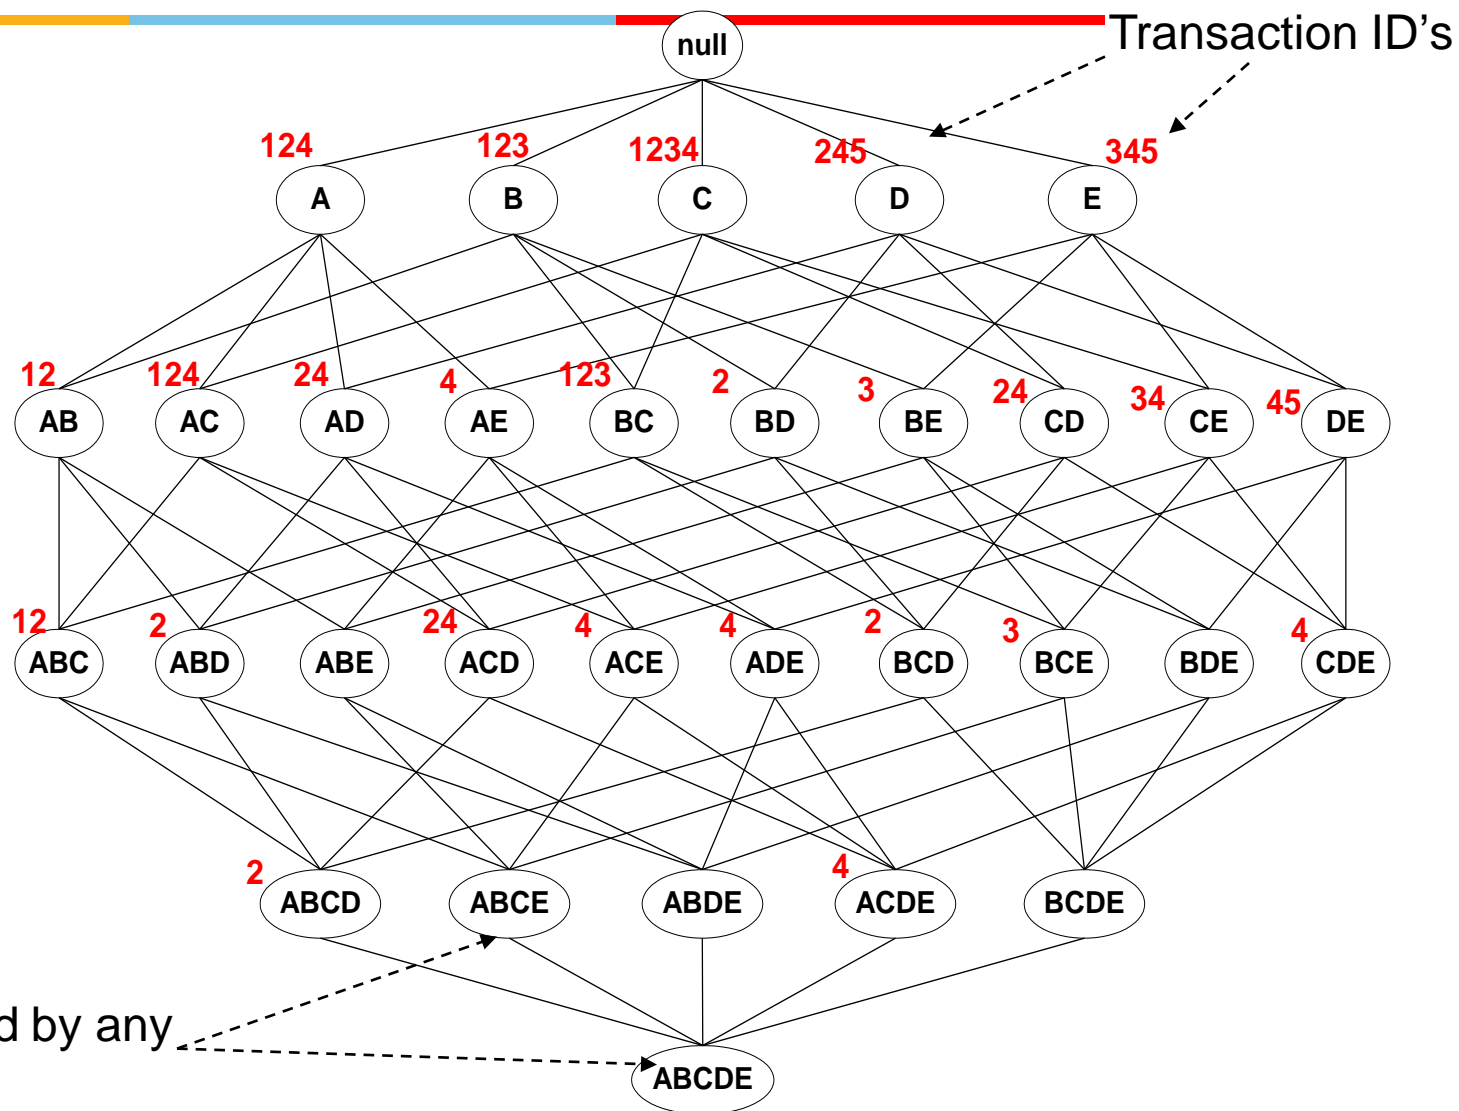 Transaction ID's
null
124 123 1234 245 345
A B C D E
12 124 24 4 123 2 3 24 34 45
AB AC AD AE BC BD BE CD CE DE
12 2 24 4 4 2 3 4
ABC ABD ABE ACD ACE ADE BCD BCE BDE CDE
2 4
ABCD ABCE ABDE ACDE BCDE
d by any
ABCDE